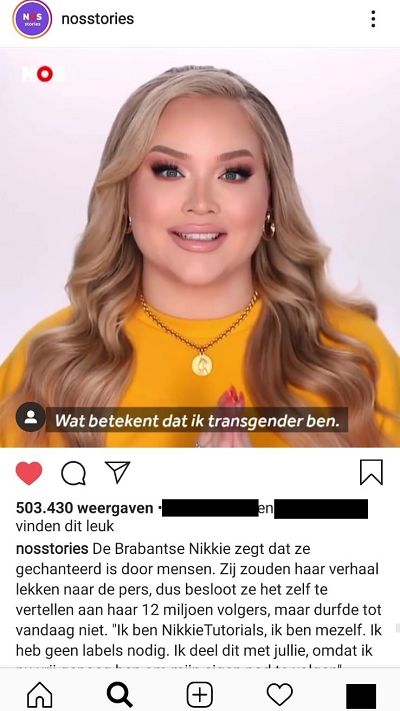 NOS
stories
nosstories
NOS
Wat betekent dat ik transgender ben.
503.430 weergaven • en
vinden dit leuk
nosstories De Brabantse Nikkie zegt dat ze
gechanteerd is door mensen. Zij zouden haar verhaal
lekken naar de pers, dus besloot ze het zelf te
vertellen aan haar 12 miljoen volgers, maar durfde tot
vandaag niet. "Ik ben NikkieTutorials, ik ben mezelf. Ik
heb geen labels nodig. Ik deel dit met jullie, omdat ik